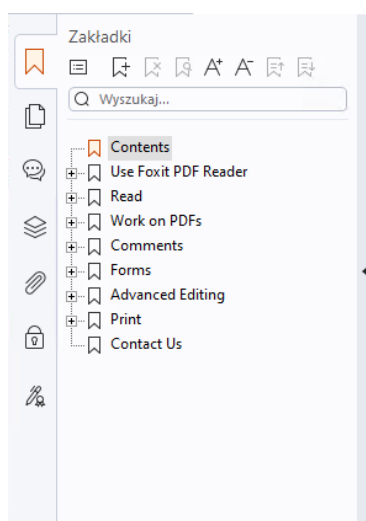 Zakładki
Wyszukaj...
Contents
Use Foxit PDF Reader
Read
Work on PDFs
Comments
Forms
Advanced Editing
Print
Contact Us